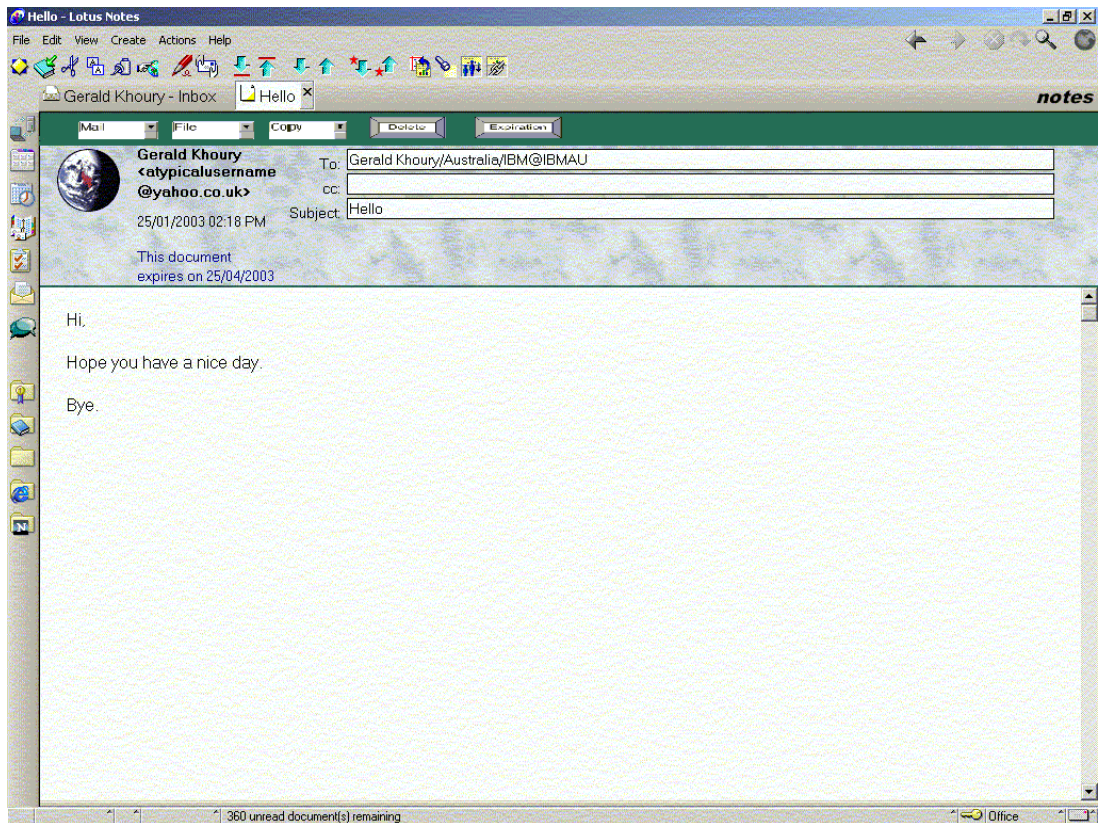 Hello - Lotus Notes
File Edit View Create Actions Help
Gerald Khoury - Inbox Hello
notes
Mail File Copy Delete Expiration
Gerald Khoury
<atypicalusername
@yahoo.co.uk>
25/01/2003 02:18 PM
This document
expires on 25/04/2003
To: Gerald Khoury/Australia/IBM@IBMAU
cc:
Subject: Hello
Hi,
Hope you have a nice day.
Bye.
360 unread document(s) remaining
Office